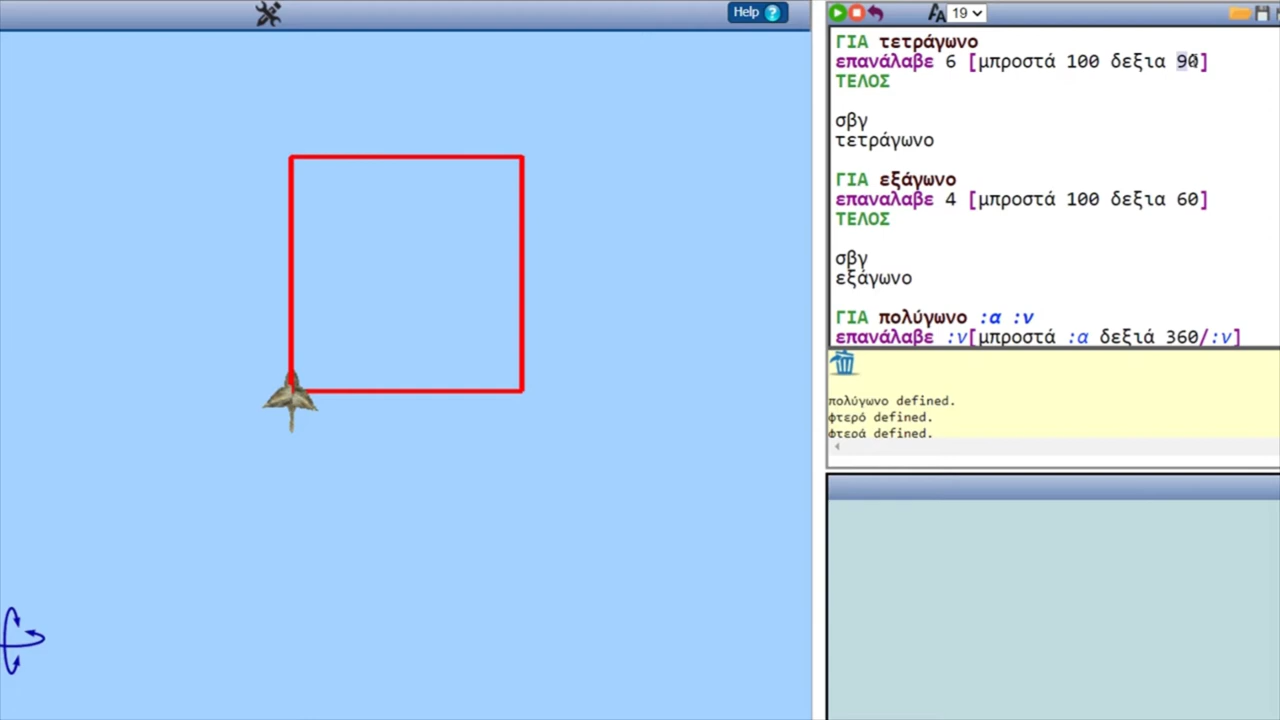 Help ?
19
ΓΙΑ τετράγωνο
επανάλαβε 6 [μπροστά 100 δεξια 90]
ΤΕΛΟΣ
σβγ
τετράγωνο
ΓΙΑ εξάγωνο
επαναλαβε 4 [μπροστά 100 δεξια 60]
ΤΕΛΟΣ
σβγ
εξάγωνο
ΓΙΑ πολύγωνο :α :ν
επανάλαβε :ν[μπροστά :α δεξιά 360/:ν]
πολύγωνο defined.
φτερό defined.
φτερά defined.